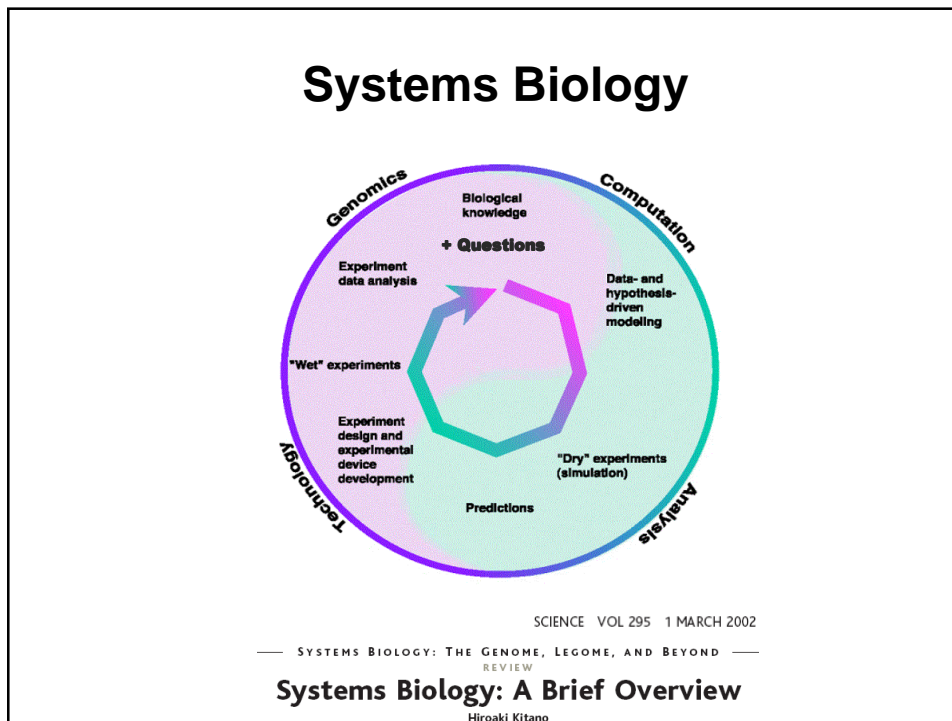 Systems Biology
Genomics
Computation
Biological
knowledge
+ Questions
Experiment
data analysis
Data- and
hypothesis-
driven
modeling
"Wet" experiments
Experiment
design and
experimental
device
development
"Dry" experiments
(simulation)
Predictions
Technology
Analysis
SCIENCE VOL 295 1 MARCH 2002
SYSTEMS BIOLOGY: THE GENOME, LEGOME, AND BEYOND
REVIEW
Systems Biology: A Brief Overview
Hiroaki Kitano